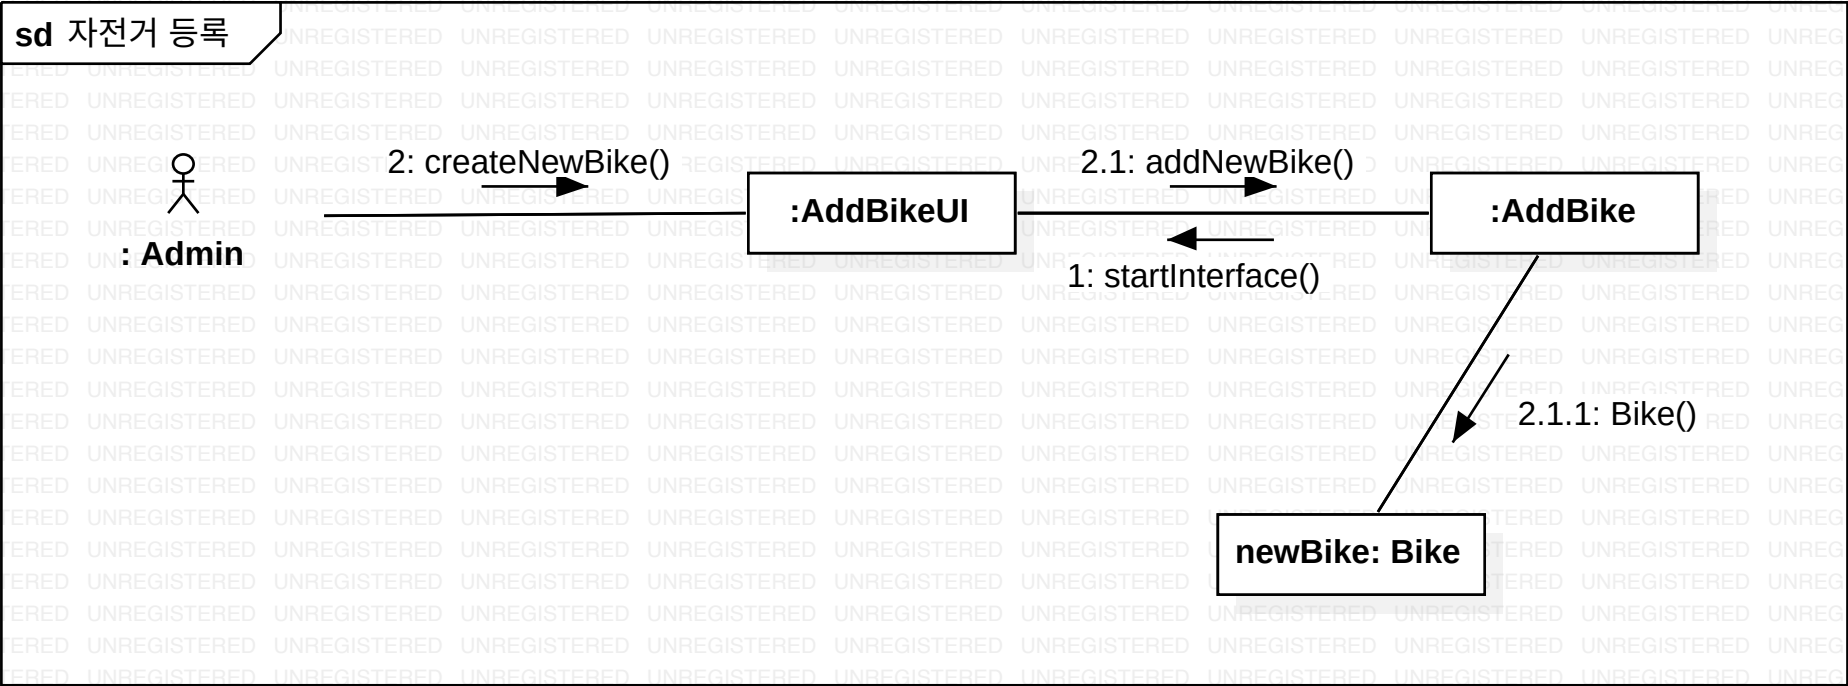 sd 자전거 등록
2: createNewBike()
2.1: addNewBike()
:AddBikeUI
:AddBike
: Admin
1: startInterface()
2.1.1: Bike()
newBike: Bike
UNREGISTERED